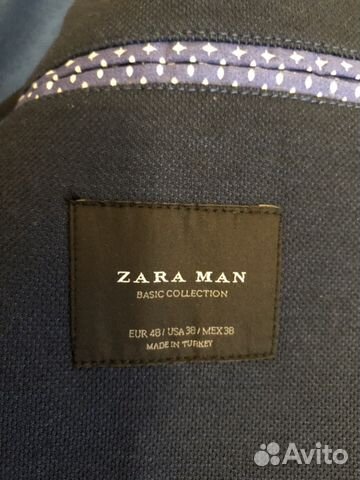 ZARA MAN
BASIC COLLECTION
EUR 48 / USA 38 / MEX 38
MADE IN TURKEY
Avito